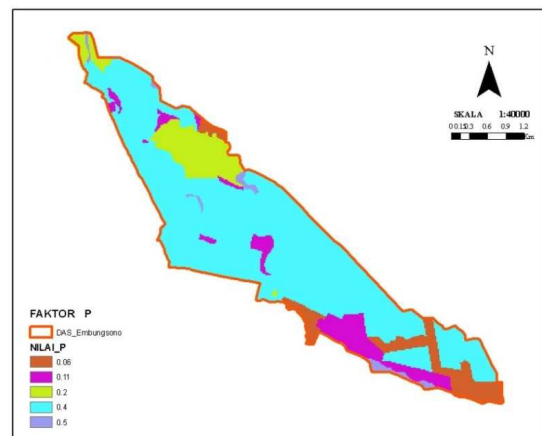 N
SKALA 1:40000
0 0.15 0.3 0.6 0.9 1.2
Km
FAKTOR P
DAS_Embungsono
NILAI_P
0.06
0.11
0.2
0.4
0.5